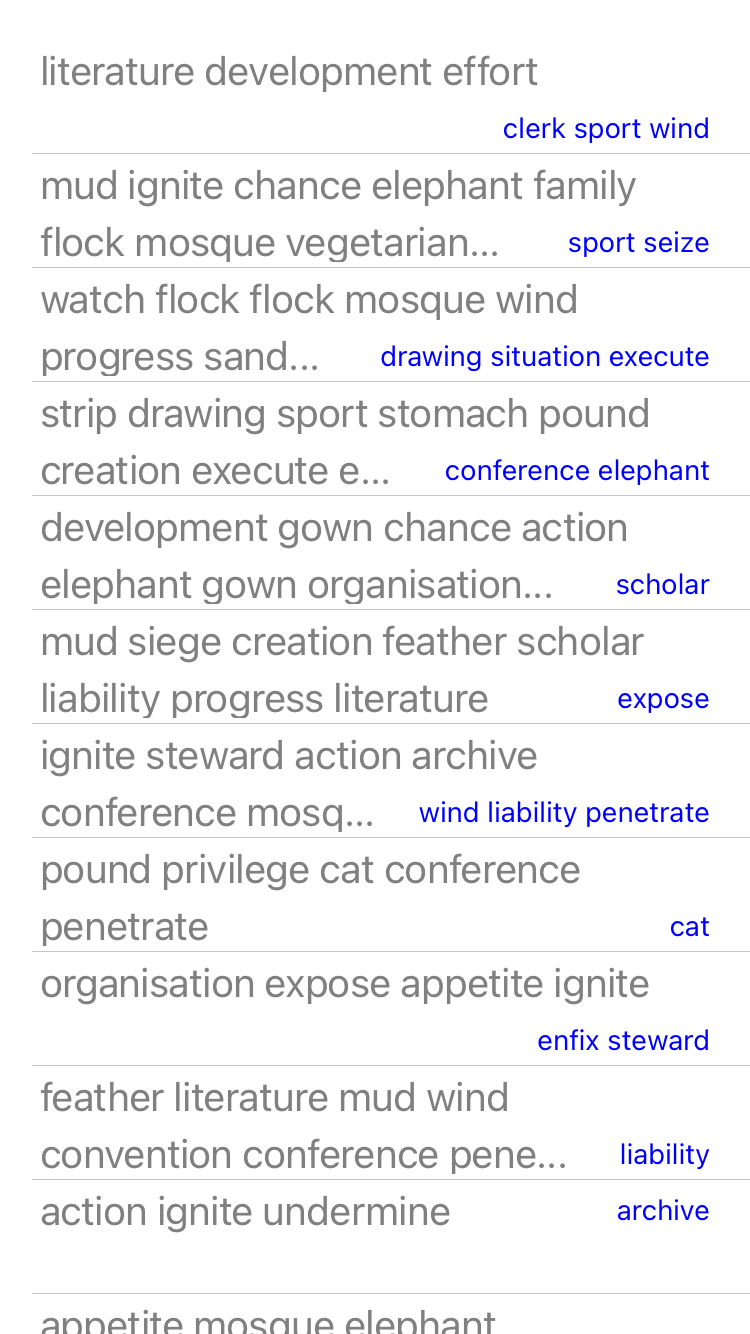 literature development effort
clerk sport wind
mud ignite chance elephant family
flock mosque vegetarian... sport seize
watch flock flock mosque wind
progress sand... drawing situation execute
strip drawing sport stomach pound
creation execute e... conference elephant
development gown chance action
elephant gown organisation... scholar
mud siege creation feather scholar
liability progress literature expose
ignite steward action archive
conference mosq... wind liability penetrate
pound privilege cat conference
penetrate cat
organisation expose appetite ignite
enfix steward
feather literature mud wind
convention conference pene... liability
action ignite undermine archive
appetite mosque elephant